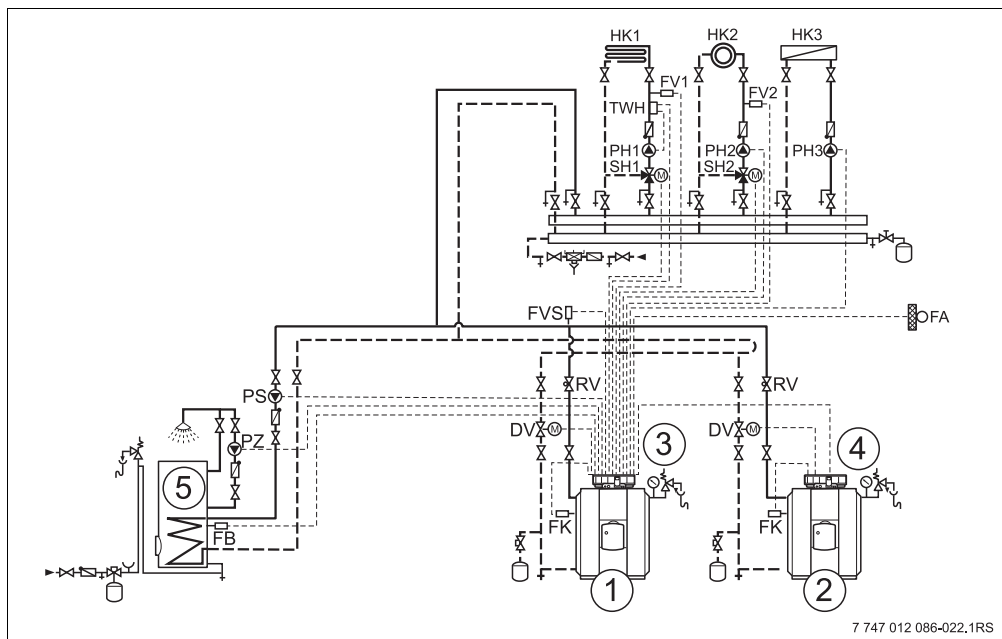 HK1 HK2 HK3
FV1 FV2
TWH
PH1 PH2 PH3
SH1 M SH2 M
FVS FA
RV RV
PS
DV M 3 DV M 4
PZ
5
FK FK
FB
1 2
7 747 012 086-022.1RS